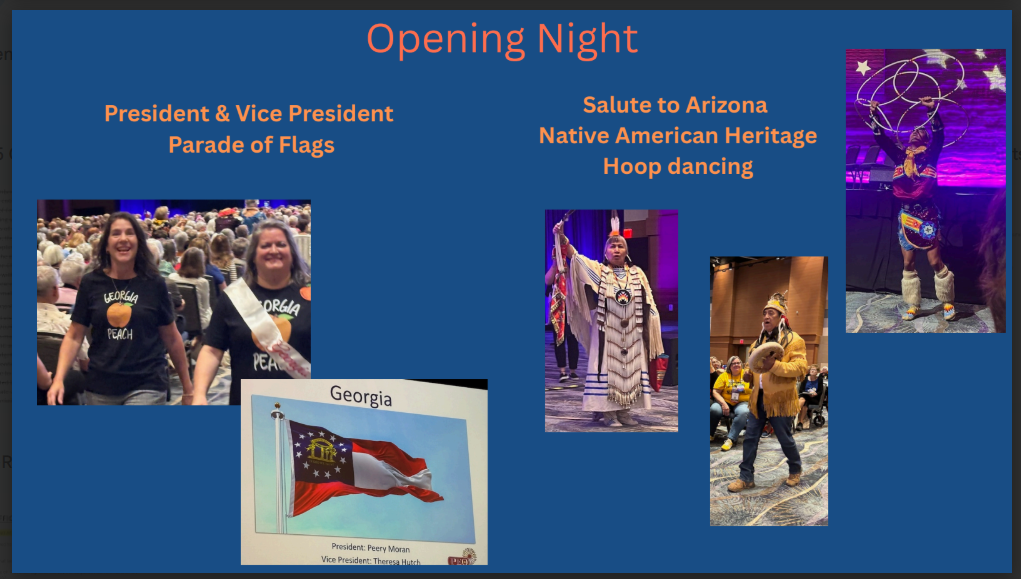 Opening Night
President & Vice President
Parade of Flags
Salute to Arizona
Native American Heritage
Hoop dancing
GEORGIA
PEACH
GEORGIA
Georgia
President: Peery Moran
Vice President: Theresa Hutch